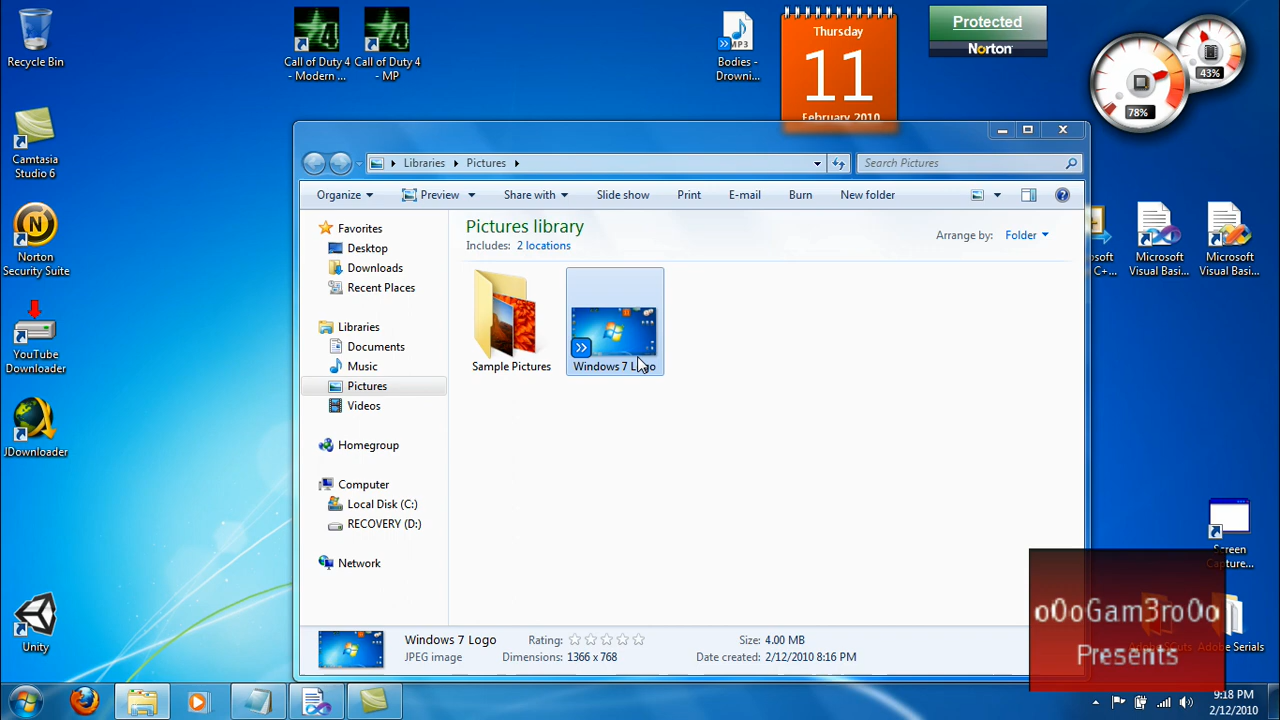 Recycle Bin
Call of Duty 4
- Modern ...
Call of Duty 4
- MP
MP3
Bodies -
Drowni...
Thursday
11
February 2010
Protected
Norton
43%
78%
Camtasia
Studio 6
Norton
Security Suite
YouTube
Downloader
JDownloader
Unity
Libraries
Pictures
Search Pictures
Organize
Preview
Share with
Slide show
Print
E-mail
Burn
New folder
Favorites
Desktop
Downloads
Recent Places
Libraries
Documents
Music
Pictures
Videos
Homegroup
Computer
Local Disk (C:)
RECOVERY (D:)
Network
Pictures library
Includes: 2 locations
Arrange by: Folder
Sample Pictures
Windows 7 Logo
Windows 7 Logo
JPEG image
Rating:
Dimensions: 1366 x 768
Size: 4.00 MB
Date created: 2/12/2010 8:16 PM
...osoft
... C+...
Microsoft
Visual Basi...
Microsoft
Visual Basi...
Screen
Capture...
Adobe Serials
o0oGam3ro0o
Presents
9:18 PM
2/12/2010